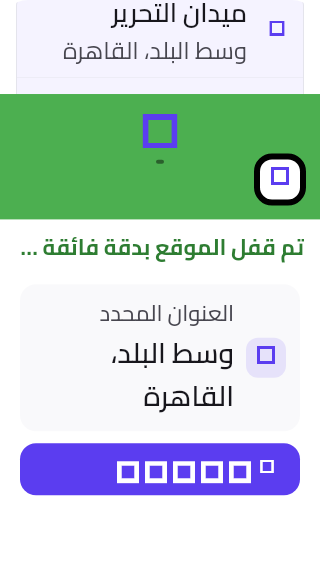 ميدان التحرير
وسط البلد، القاهرة
تم قفل الموقع بدقة فائقة ...
العنوان المحدد
وسط البلد،
القاهرة